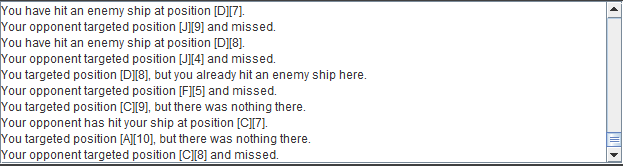 You have hit an enemy ship at position [D][7].
Your opponent targeted position [J][9] and missed.
You have hit an enemy ship at position [D][8].
Your opponent targeted position [J][4] and missed.
You targeted position [D][8], but you already hit an enemy ship here.
Your opponent targeted position [F][5] and missed.
You targeted position [C][9], but there was nothing there.
Your opponent has hit your ship at position [C][7].
You targeted position [A][10], but there was nothing there.
Your opponent targeted position [C][8] and missed.